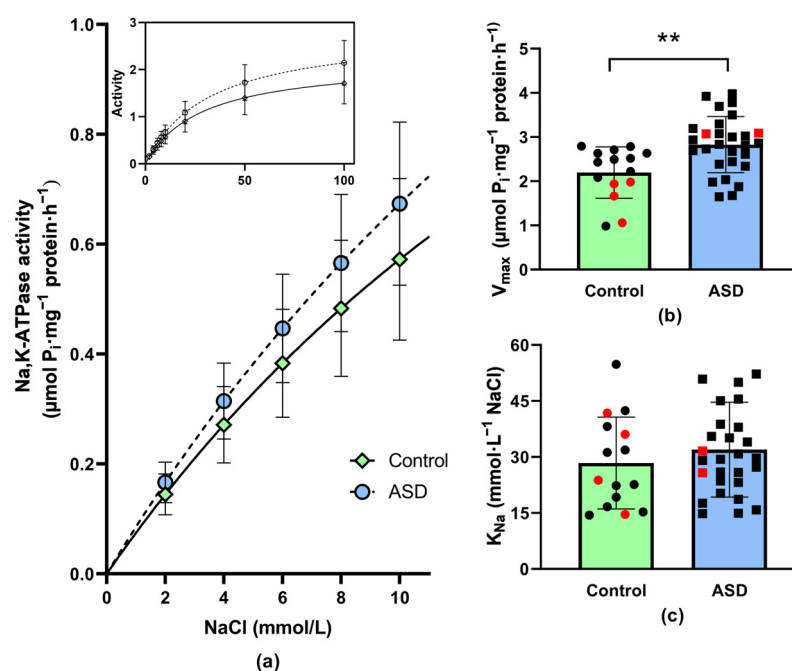 (a)
Na,K-ATPase activity
(µmol Pi·mg⁻¹ protein·h⁻¹)
1.0
0.8
0.6
0.4
0.2
0.0
0
2
4
6
8
10
NaCl (mmol/L)
Activity
3
2
1
0
0
50
100
Control
ASD
(b)
Vmax (µmol Pi·mg⁻¹ protein·h⁻¹)
5
4
3
2
1
0
**
Control
ASD
(c)
KNa (mmol·L⁻¹ NaCl)
60
45
30
15
0
Control
ASD